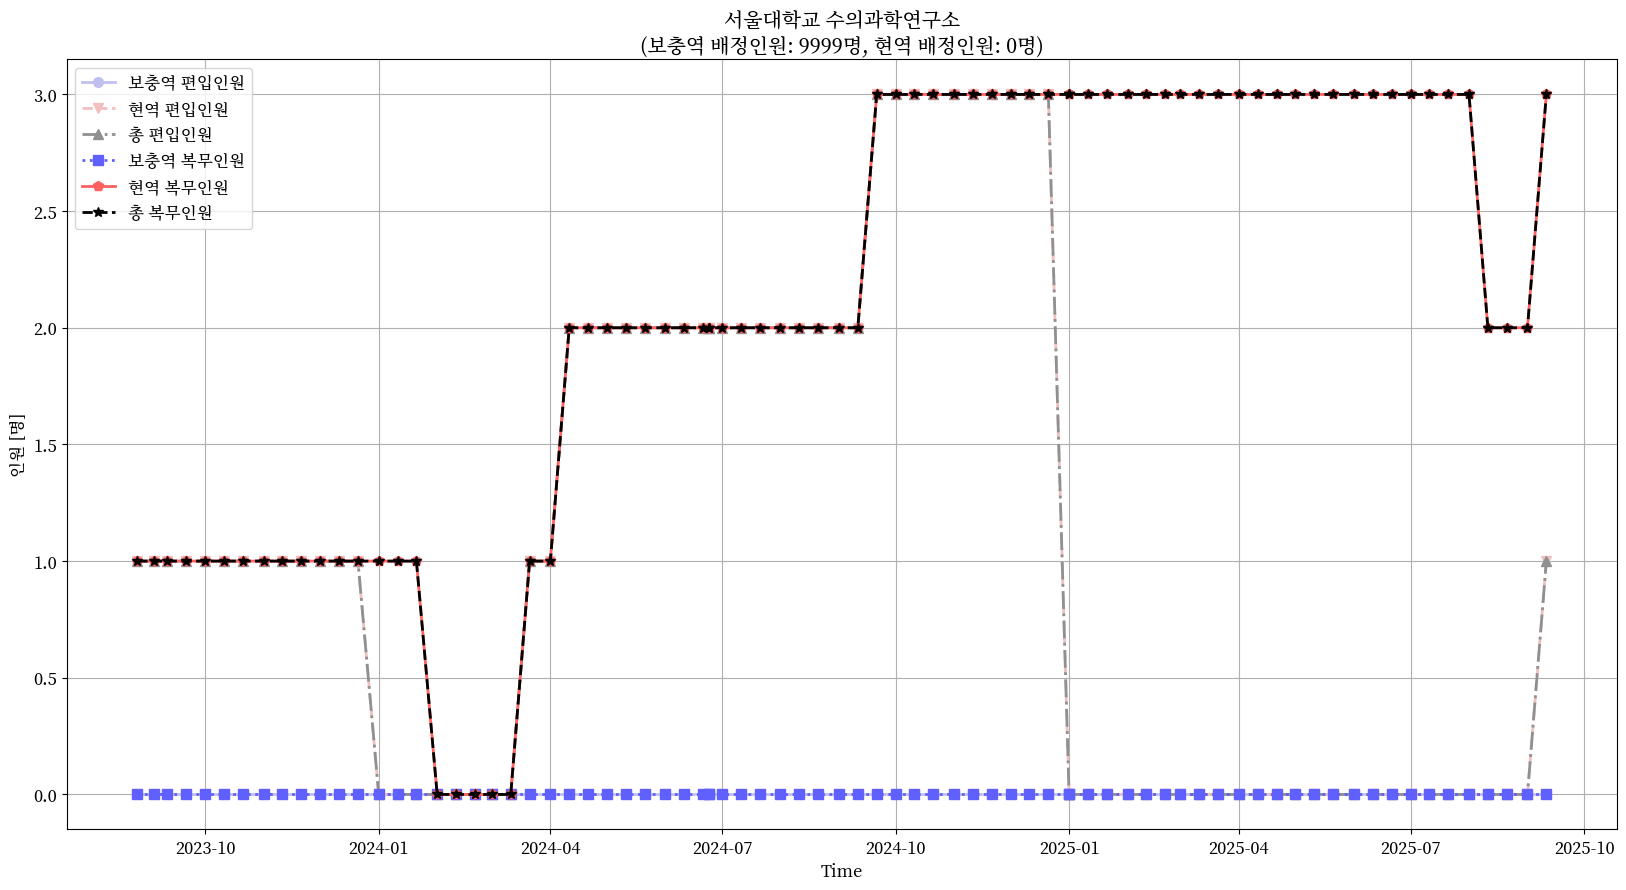 서울대학교 수의과학연구소
(보충역 배정인원: 9999명, 현역 배정인원: 0명)
보충역 편입인원
현역 편입인원
총 편입인원
보충역 복무인원
현역 복무인원
총 복무인원
인원 [명]
3.0
2.5
2.0
1.5
1.0
0.5
0.0
2023-10
2024-01
2024-04
2024-07
2024-10
2025-01
2025-04
2025-07
2025-10
Time